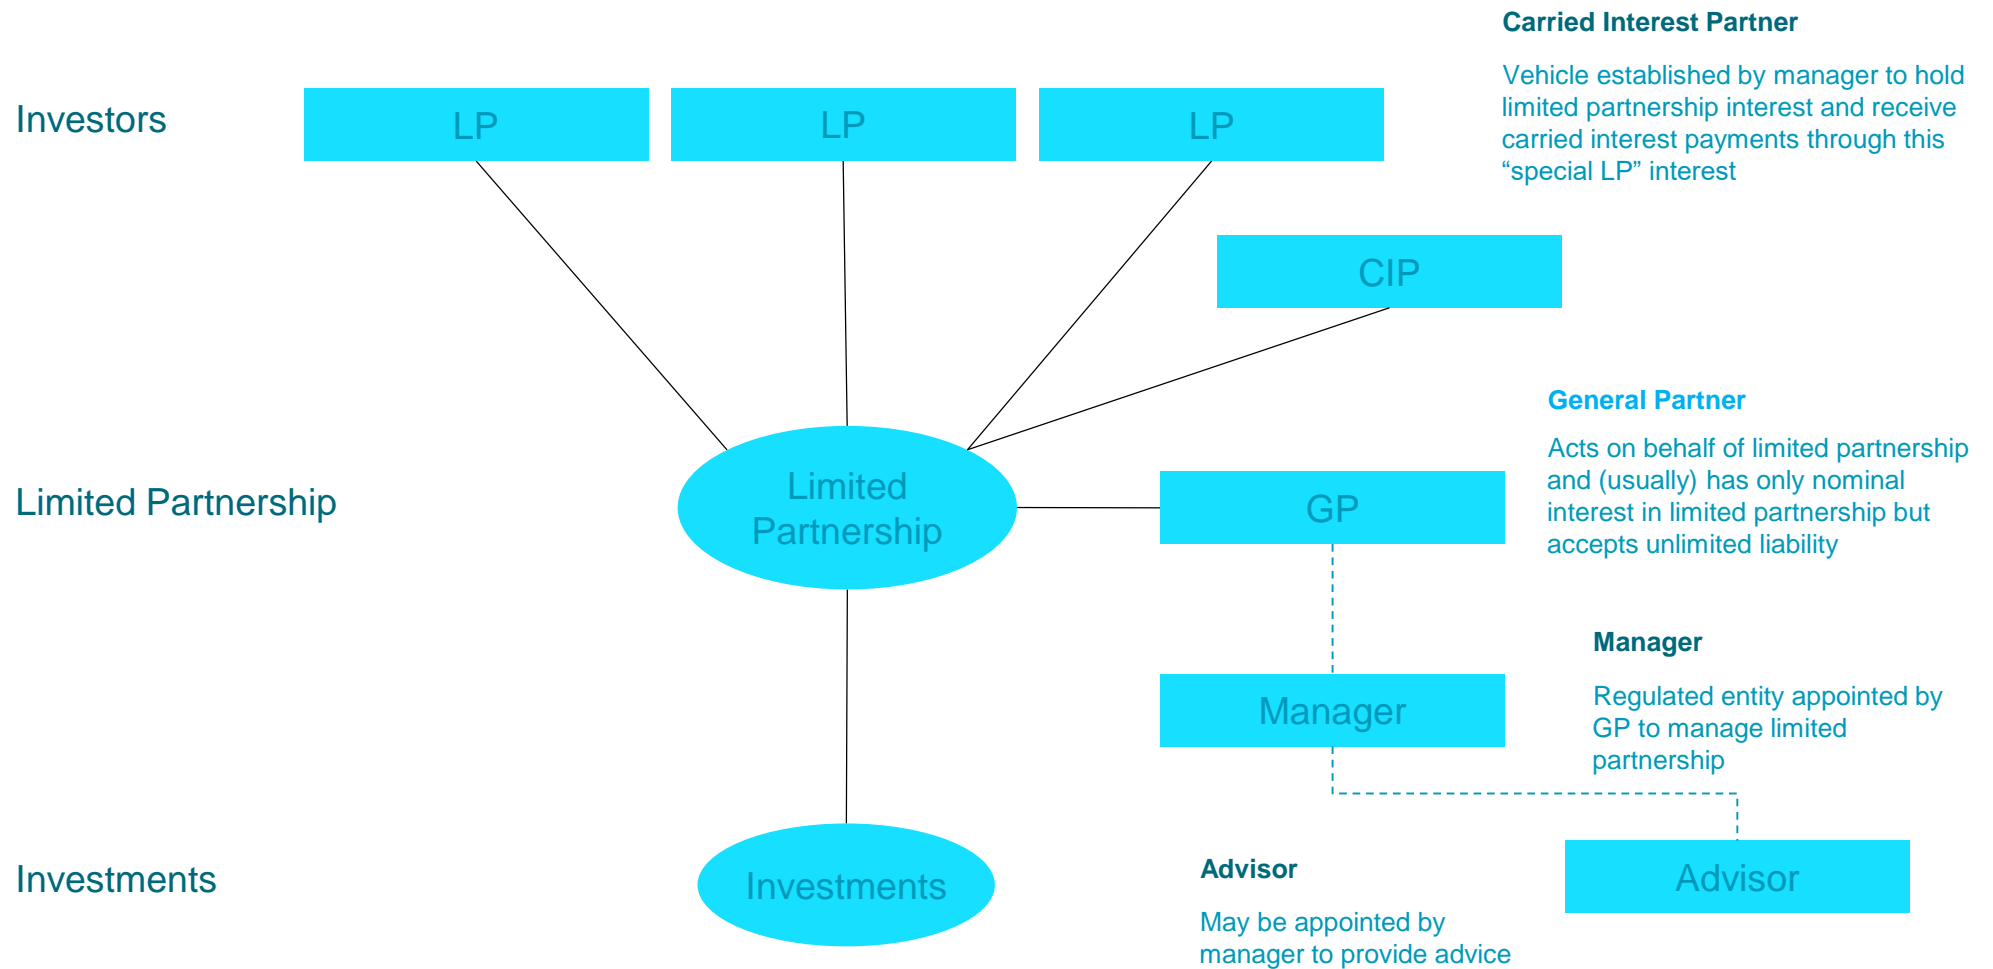 Carried Interest Partner
Vehicle established by manager to hold
limited partnership interest and receive
carried interest payments through this
“special LP” interest
Investors
LP
LP
LP
CIP
General Partner
Acts on behalf of limited partnership
and (usually) has only nominal
interest in limited partnership but
accepts unlimited liability
Limited Partnership
Limited
Partnership
GP
Manager
Regulated entity appointed by
GP to manage limited
partnership
Manager
Investments
Investments
Advisor
May be appointed by
manager to provide advice
Advisor